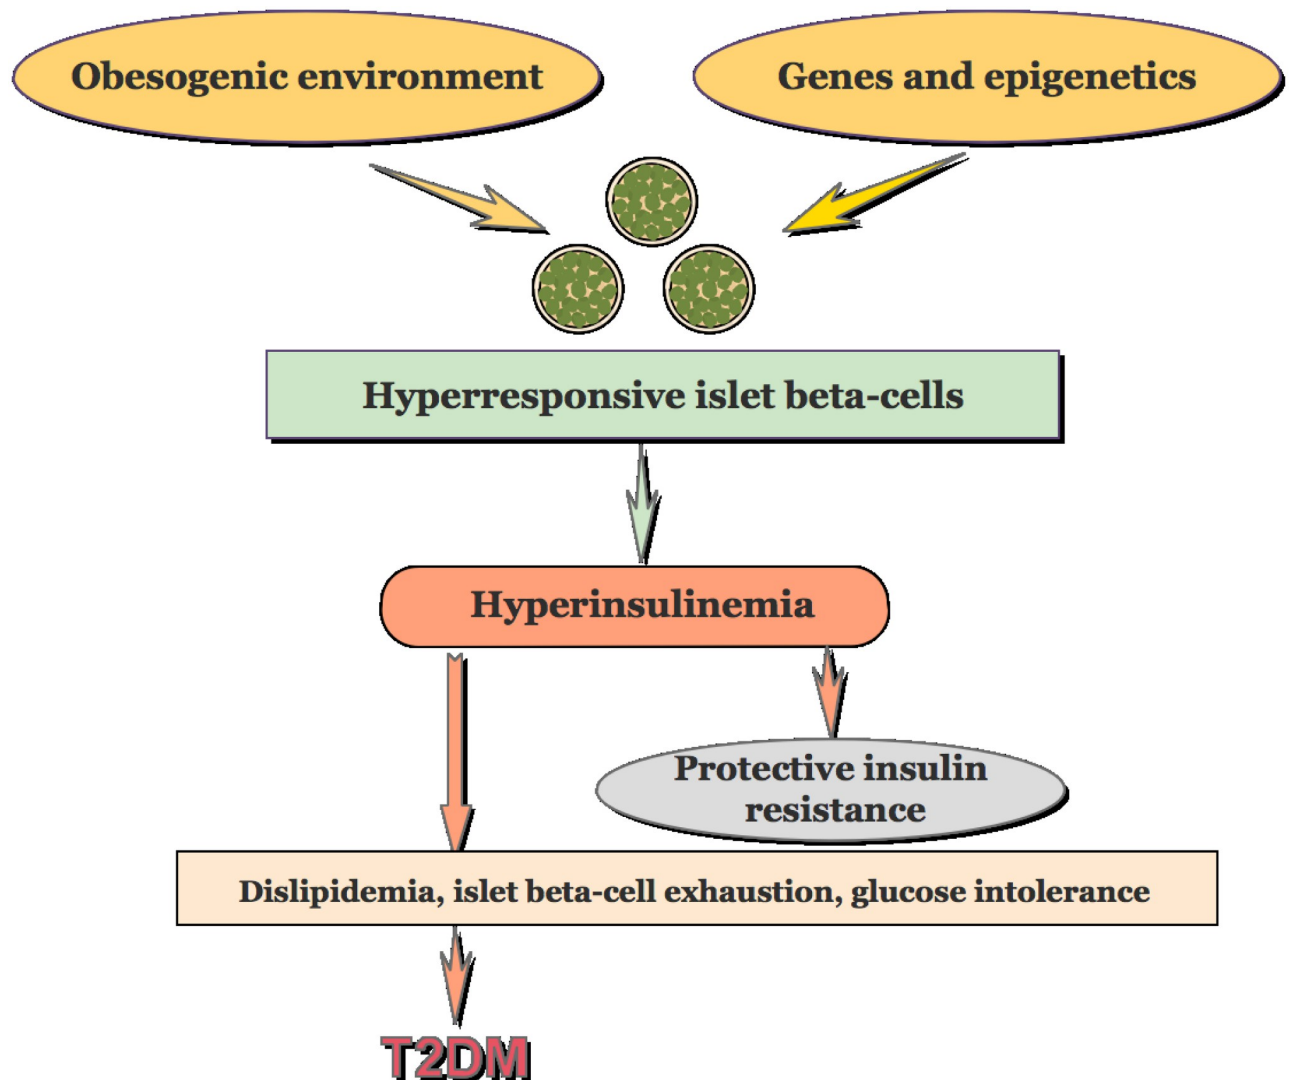 Obesogenic environment
Genes and epigenetics
Hyperresponsive islet beta-cells
Hyperinsulinemia
Protective insulin
resistance
Dislipidemia, islet beta-cell exhaustion, glucose intolerance
T2DM